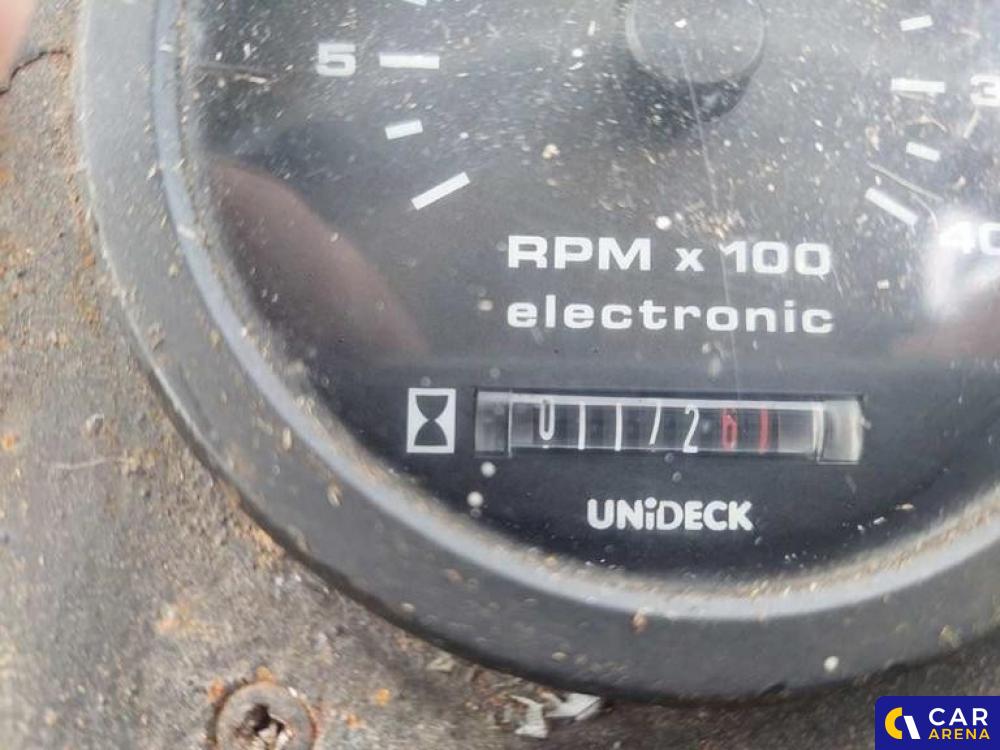 5
3
40
RPM x 100
electronic
0117261
UNiDECK
CAR
ARENA